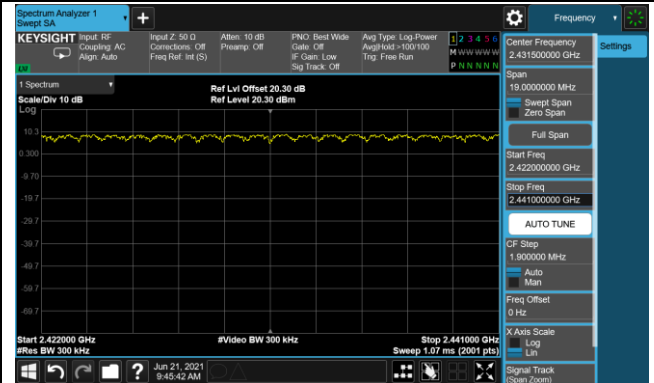 Spectrum Analyzer 1
Swept SA
+
Frequency
KEYSIGHT
Input: RF
Coupling: AC
Align: Auto
Input Z: 50 Ω
Corrections: Off
Freq Ref: Int (S)
Atten: 10 dB
Preamp: Off
PNO: Best Wide
Gate: Off
IF Gain: Low
Sig Track: Off
Avg Type: Log-Power
Avg|Hold:>100/100
Trig: Free Run
1 2 3 4 5 6
M W W W W W
P N N N N N
LXI
1 Spectrum
Scale/Div 10 dB
Log
Ref Lvl Offset 20.30 dB
Ref Level 20.30 dBm
10.3
0.300
-9.70
-19.7
-29.7
-39.7
-49.7
-59.7
-69.7
Start 2.422000 GHz
#Res BW 300 kHz
#Video BW 300 kHz
Stop 2.441000 GHz
Sweep 1.07 ms (2001 pts)
Jun 21, 2021
9:45:42 AM
?
Center Frequency
2.431500000 GHz
Settings
Span
19.0000000 MHz
Swept Span
Zero Span
Full Span
Start Freq
2.422000000 GHz
Stop Freq
2.441000000 GHz
AUTO TUNE
CF Step
1.900000 MHz
Auto
Man
Freq Offset
0 Hz
X Axis Scale
Log
Lin
Signal Track
(Span Zoom)